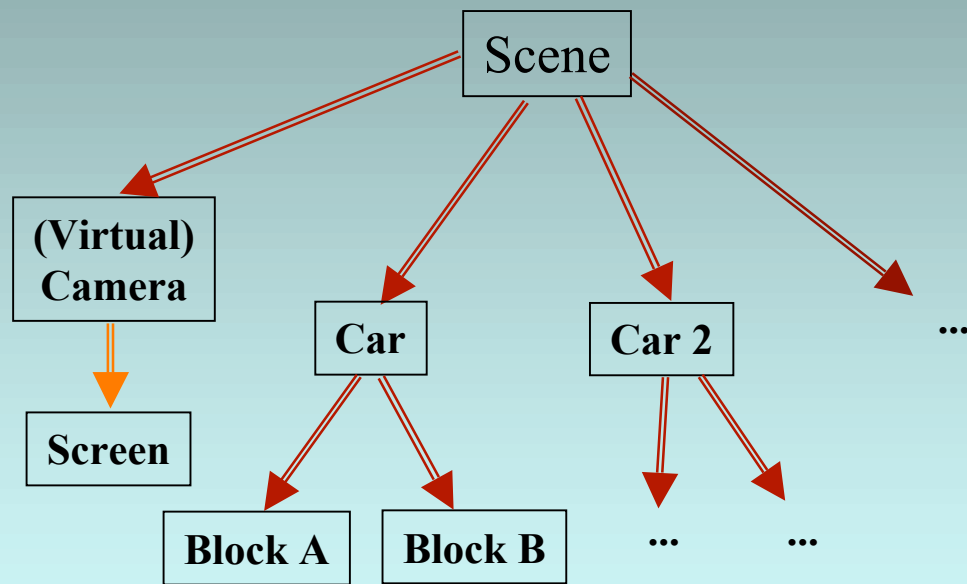 Scene
(Virtual)
Camera
Car
Car 2
...
Screen
Block A
Block B
...
...